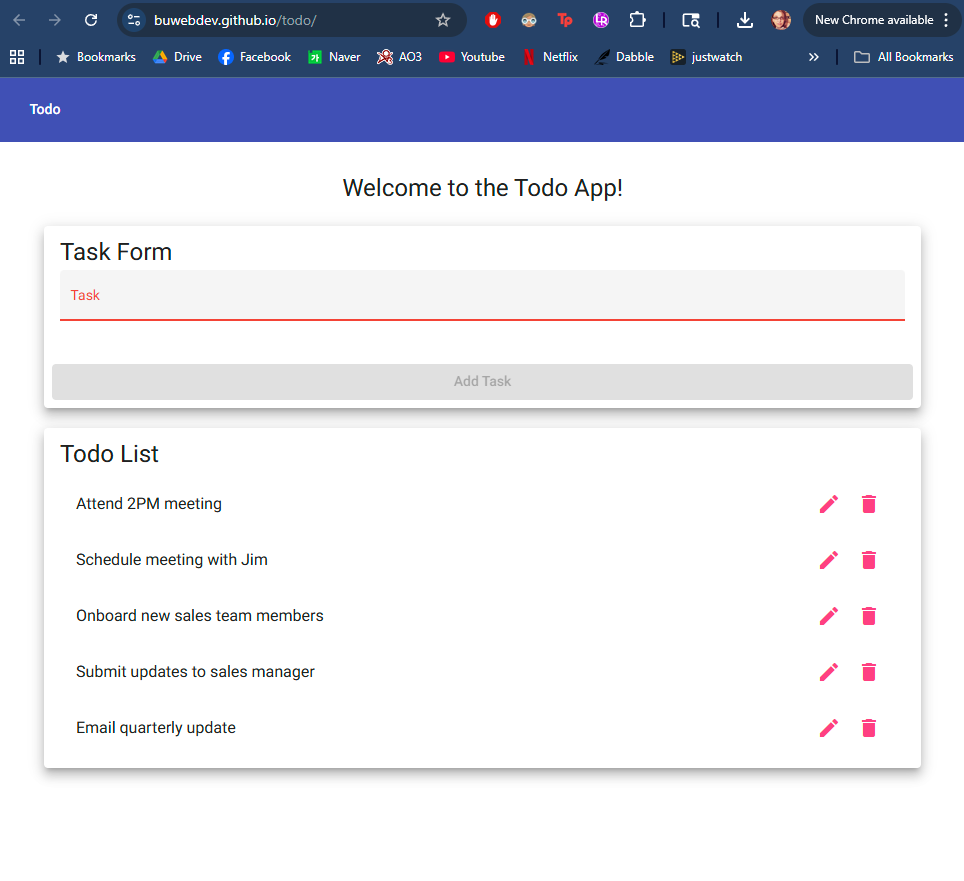 buwebdev.github.io/todo/
Tp
LR
New Chrome available
Bookmarks
Drive
Facebook
Naver
AO3
YouTube
Netflix
Dabble
justwatch
All Bookmarks
Todo
Welcome to the Todo App!
Task Form
Task
Add Task
Todo List
Attend 2PM meeting
Schedule meeting with Jim
Onboard new sales team members
Submit updates to sales manager
Email quarterly update